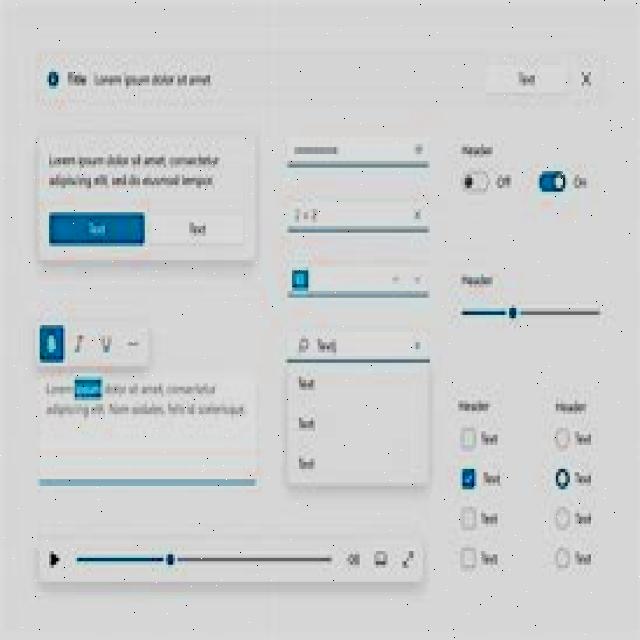 Title Lorem ipsum dolor sit amet
Text X
Lorem ipsum dolor sit amet, consectetur
adipiscing elit, sed do eiusmod tempor.
Text Text
Header
Off On
Header
B I U
Text
Lorem ipsum dolor sit amet, consectetur
adipiscing elit. Nam sodales, felis id scelerisque.
Text
Text
Text
Header
Text
Text
Text
Text
Header
Text
Text
Text
Text